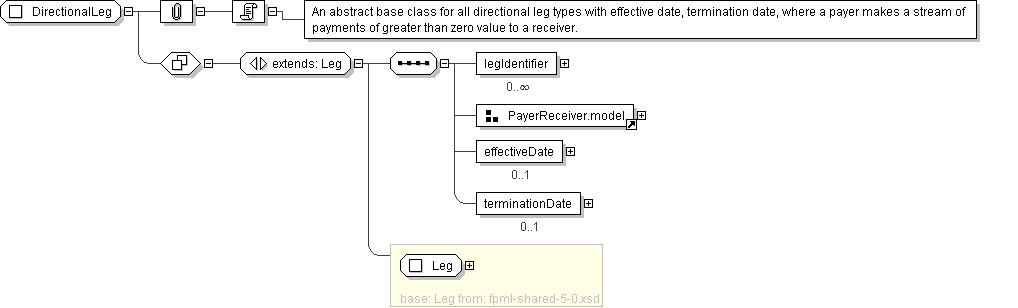 DirectionalLeg
An abstract base class for all directional leg types with effective date, termination date, where a payer makes a stream of
payments of greater than zero value to a receiver.
extends: Leg
legIdentifier
0..∞
PayerReceiver.model
effectiveDate
0..1
terminationDate
0..1
Leg
base: Leg from: fpml-shared-5-0.xsd